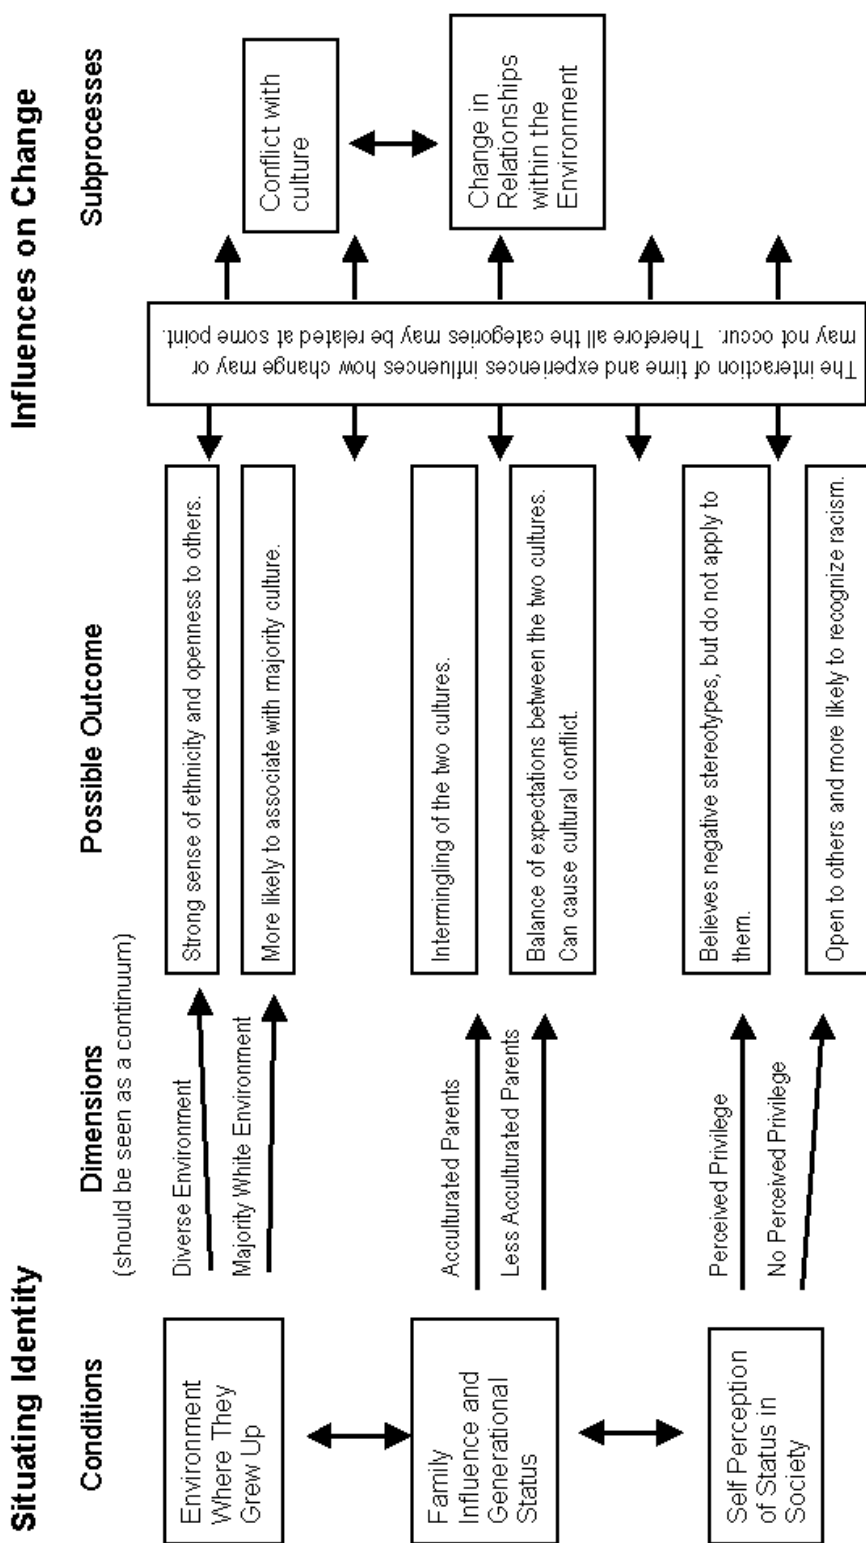 Situating Identity
Influences on Change
Conditions
Dimensions
(should be seen as a continuum)
Possible Outcome
Subprocesses
Environment
Where They
Grew Up
Diverse Environment
Majority White Environment
Strong sense of ethnicity and openness to others.
More likely to associate with majority culture.
Family
Influence and
Generational
Status
Acculturated Parents
Less Acculturated Parents
Intermingling of the two cultures.
Balance of expectations between the two cultures.
Can cause cultural conflict.
Self Perception
of Status in
Society
Perceived Privilege
No Perceived Privilege
Believes negative stereotypes, but do not apply to
them.
Open to others and more likely to recognize racism.
The interaction of time and experiences influences how change may or
may not occur. Therefore all the categories may be related at some point.
Conflict with
culture
Change in
Relationships
within the
Environment